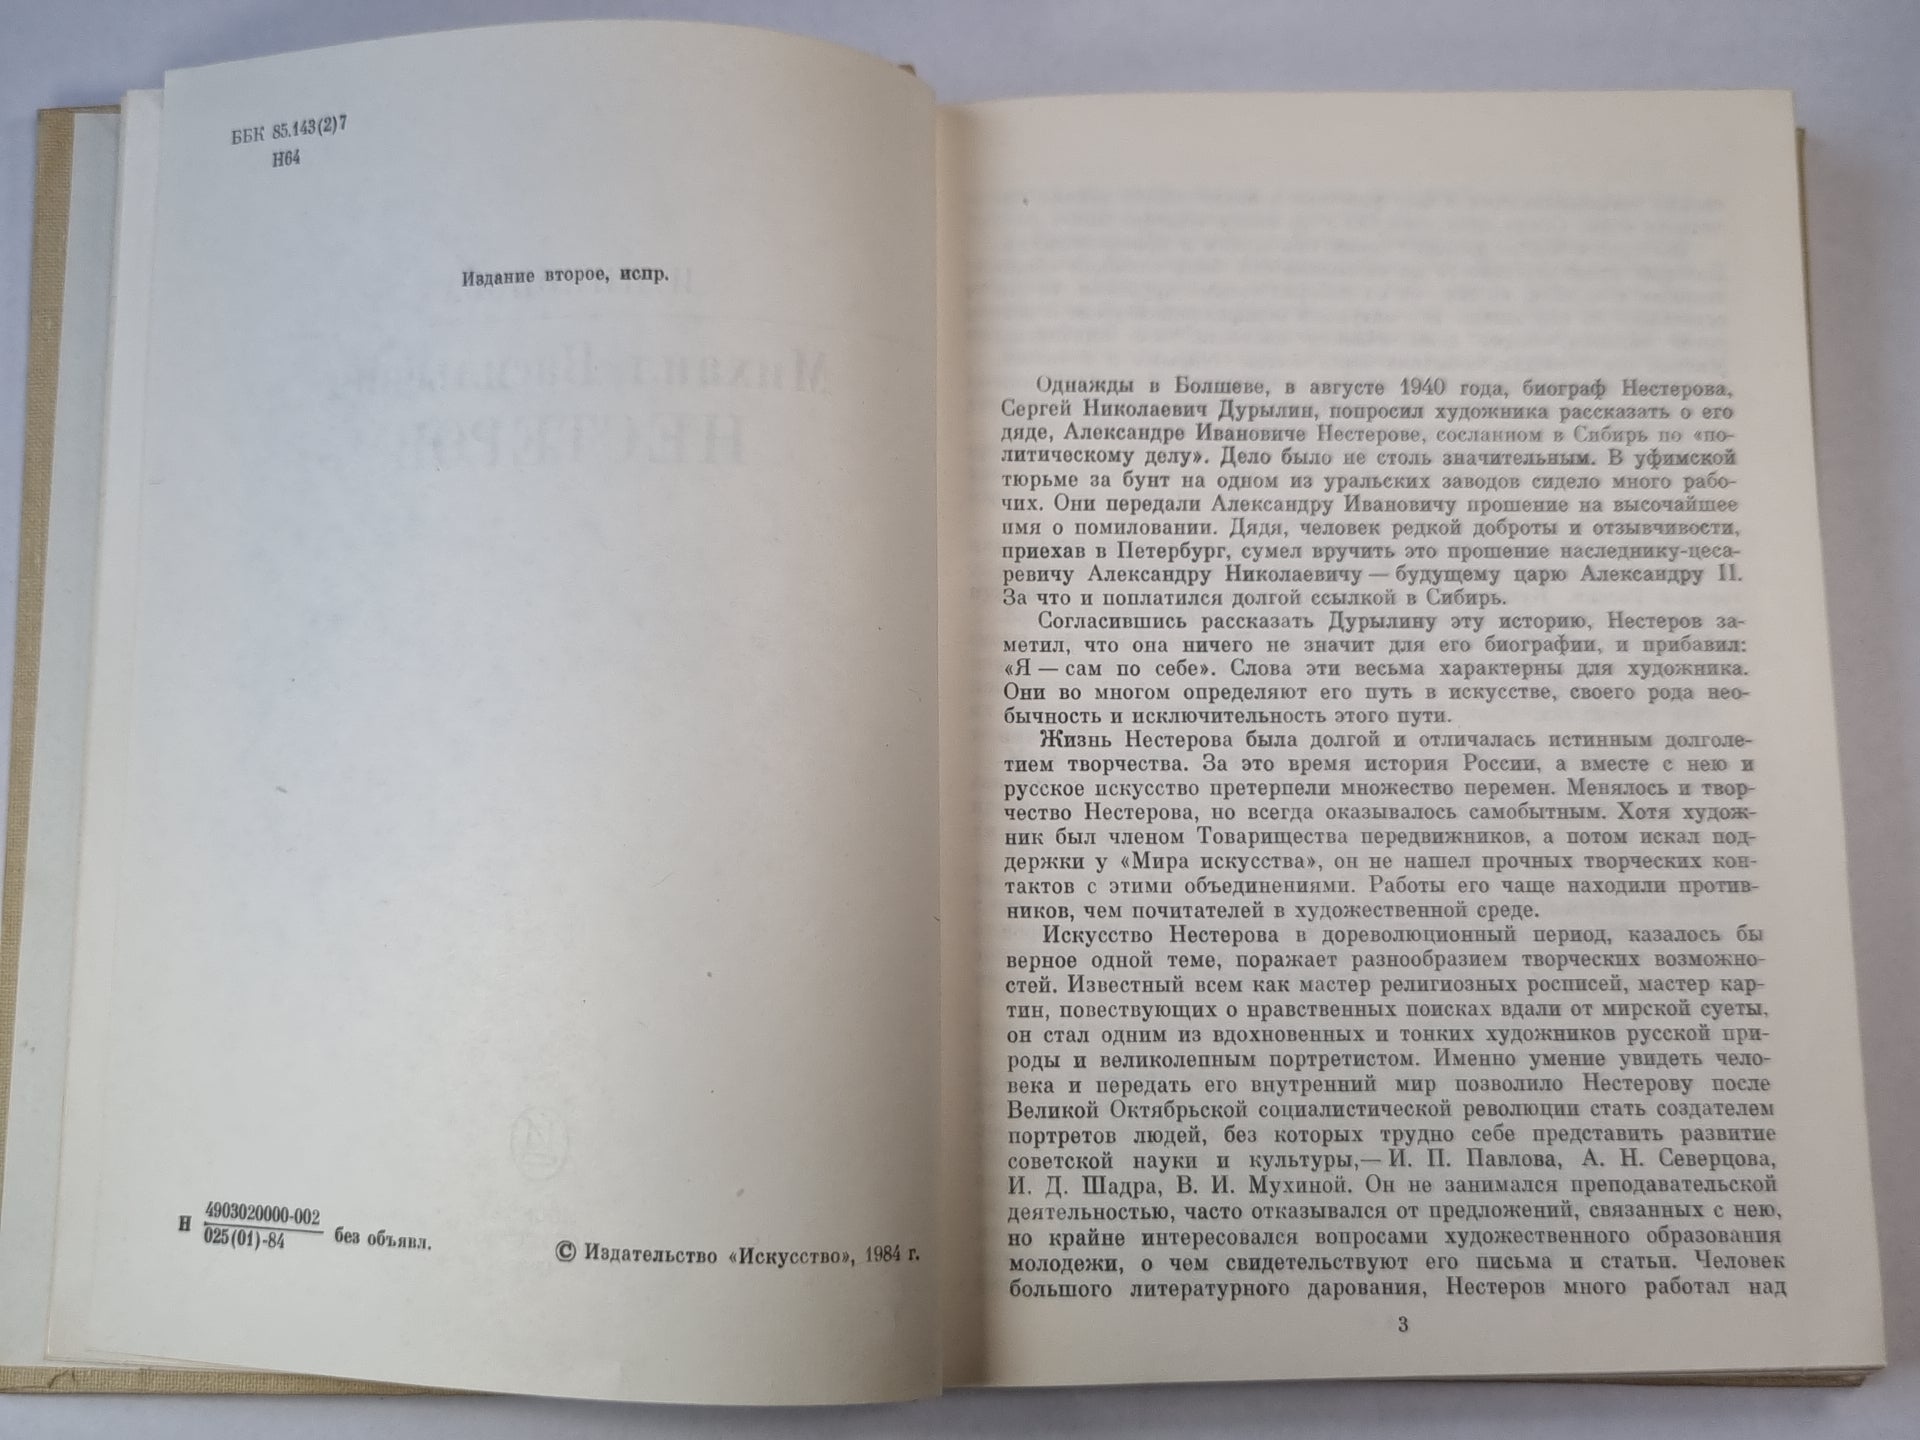 ББК 85.143(2)7
Н64
Издание второе, испр.
Н 4903020000-002
025(01)-84 без объявл.
© Издательство «Искусство», 1984 г.
Однажды в Болшеве, в августе 1940 года, биограф Нестерова,
Сергей Николаевич Дурылин, попросил художника рассказать о его
дяде, Александре Ивановиче Нестерове, сосланном в Сибирь по «по-
литическому делу». Дело было не столь значительным. В уфимской
тюрьме за бунт на одном из уральских заводов сидело много рабо-
чих. Они передали Александру Ивановичу прошение на высочайшее
имя о помиловании. Дядя, человек редкой доброты и отзывчивости,
приехав в Петербург, сумел вручить это прошение наследнику-цеса-
ревичу Александру Николаевичу — будущему царю Александру II.
За что и поплатился долгой ссылкой в Сибирь.
Согласившись рассказать Дурылину эту историю, Нестеров за-
метил, что она ничего не значит для его биографии, и прибавил:
«Я — сам по себе». Слова эти весьма характерны для художника.
Они во многом определяют его путь в искусстве, своего рода нео-
бычность и исключительность этого пути.
Жизнь Нестерова была долгой и отличалась истинным долголе-
тием творчества. За это время история России, а вместе с нею и
русское искусство претерпели множество перемен. Менялось и твор-
чество Нестерова, но всегда оказывалось самобытным. Хотя худож-
ник был членом Товарищества передвижников, а потом искал под-
держки у «Мира искусства», он не нашел прочных творческих кон-
тактов с этими объединениями. Работы его чаще находили против-
ников, чем почитателей в художественной среде.
Искусство Нестерова в дореволюционный период, казалось бы
верное одной теме, поражает разнообразием творческих возможно-
стей. Известный всем как мастер религиозных росписей, мастер кар-
тин, повествующих о нравственных поисках вдали от мирской суеты,
он стал одним из вдохновенных и тонких художников русской при-
роды и великолепным портретистом. Именно умение увидеть чело-
века и передать его внутренний мир позволило Нестерову после
Великой Октябрьской социалистической революции стать создателем
портретов людей, без которых трудно себе представить развитие
советской науки и культуры,— И. П. Павлова, А. Н. Северцова,
И. Д. Шадра, В. И. Мухиной. Он не занимался преподавательской
деятельностью, часто отказывался от предложений, связанных с нею,
но крайне интересовался вопросами художественного образования
молодежи, о чем свидетельствуют его письма и статьи. Человек
большого литературного дарования, Нестеров много работал над
3